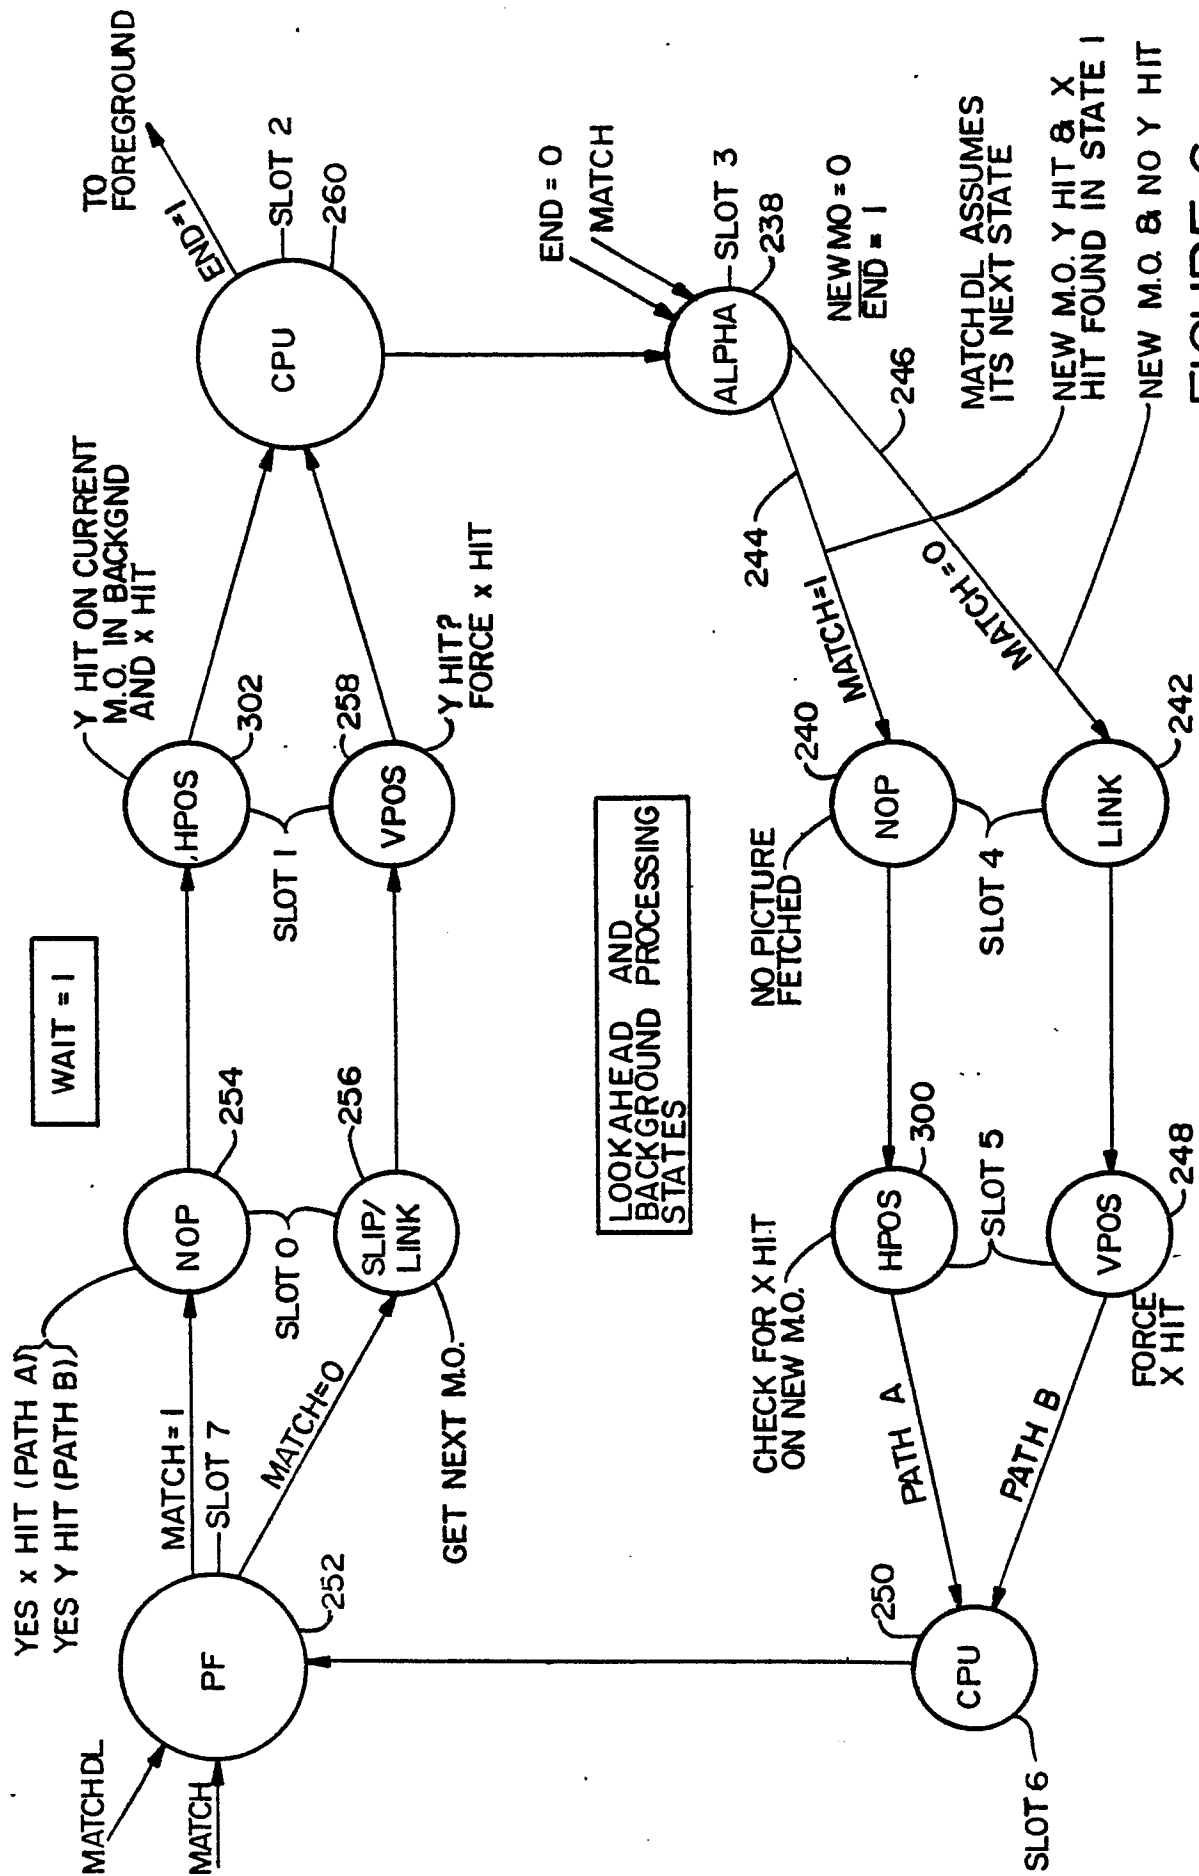 YES X HIT (PATH A)
YES Y HIT (PATH B)
MATCHDL
MATCH
PF
252
MATCH=1
SLOT 7
MATCH=0
NOP
254
SLOT 0
SLIP/
LINK
256
GET NEXT M.O.
WAIT = 1
Y HIT ON CURRENT
M.O. IN BACKGND
AND X HIT
HPOS
302
SLOT 1
258
VPOS
Y HIT?
FORCE X HIT
CPU
SLOT 2
260
END=1
TO
FOREGROUND
LOOKAHEAD AND
BACKGROUND PROCESSING
STATES
END = 0
MATCH
ALPHA
SLOT 3
238
NEWMO = 0
END = 1
244
246
MATCH=1
MATCH=0
MATCHDL ASSUMES
ITS NEXT STATE
NEW M.O. Y HIT & X
HIT FOUND IN STATE 1
NEW M.O. & NO Y HIT
NO PICTURE
FETCHED
240
NOP
SLOT 4
LINK
242
CHECK FOR X HIT
ON NEW M.O.
300
HPOS
SLOT 5
VPOS
248
FORCE
X HIT
PATH A
PATH B
250
CPU
SLOT 6